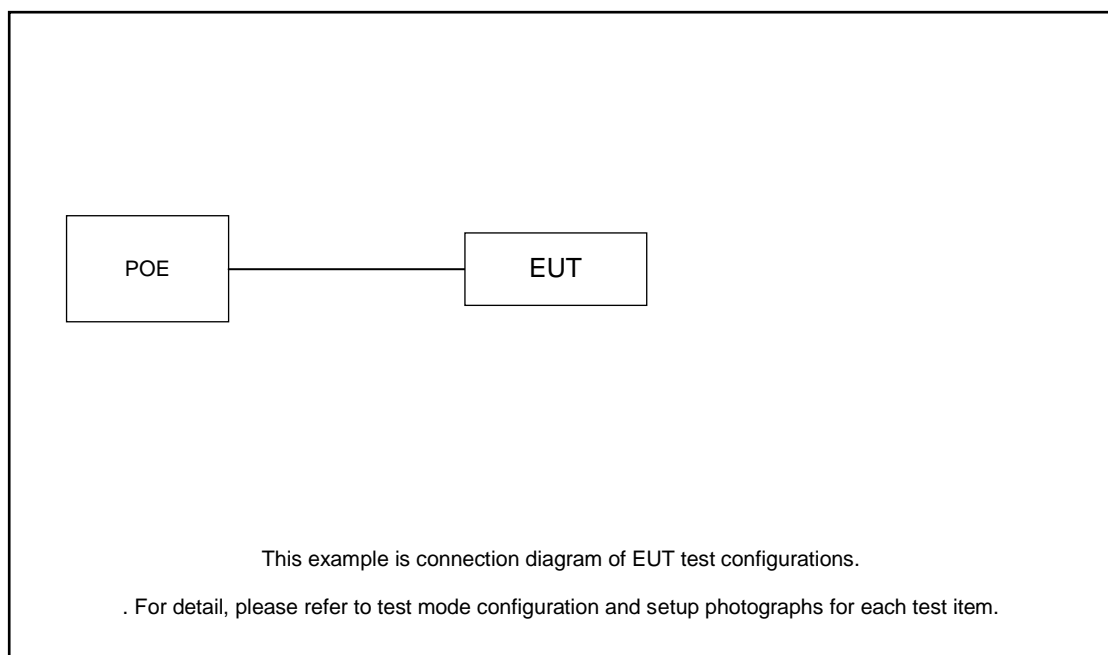 POE
EUT
This example is connection diagram of EUT test configurations.
. For detail, please refer to test mode configuration and setup photographs for each test item.